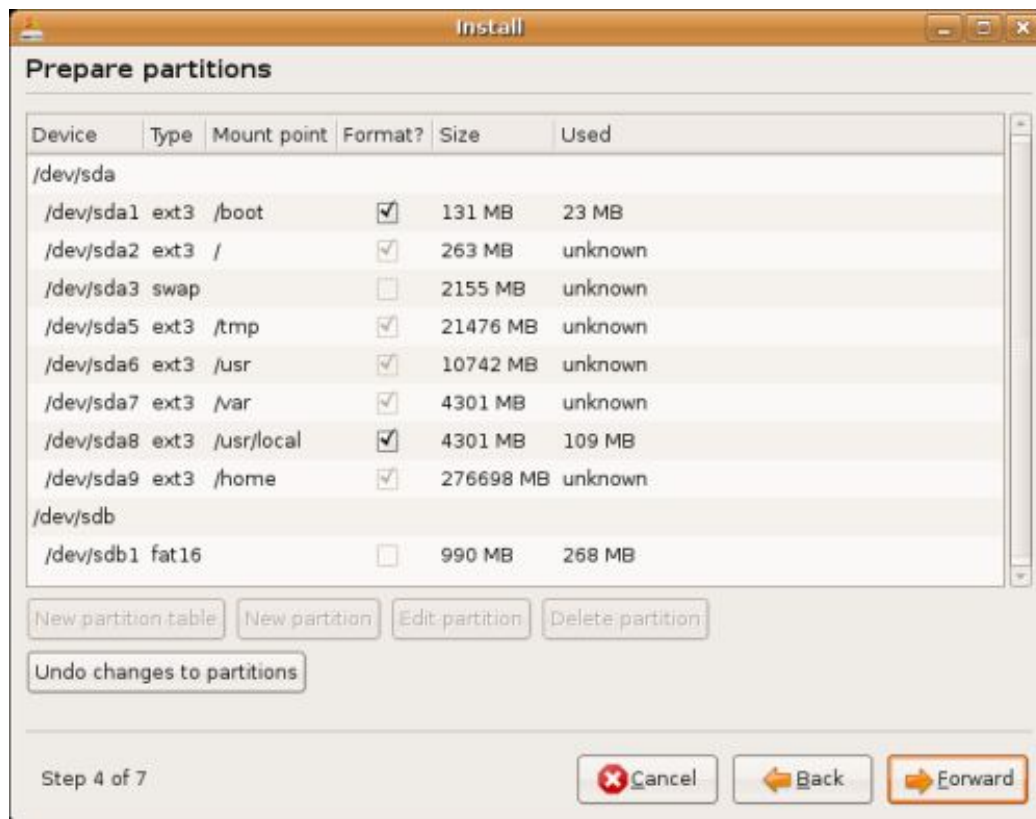 Install
Prepare partitions
Device Type Mount point Format? Size Used
/dev/sda
/dev/sda1 ext3 /boot 131 MB 23 MB
/dev/sda2 ext3 / 263 MB unknown
/dev/sda3 swap 2155 MB unknown
/dev/sda5 ext3 /tmp 21476 MB unknown
/dev/sda6 ext3 /usr 10742 MB unknown
/dev/sda7 ext3 /var 4301 MB unknown
/dev/sda8 ext3 /usr/local 4301 MB 109 MB
/dev/sda9 ext3 /home 276698 MB unknown
/dev/sdb
/dev/sdb1 fat16 990 MB 268 MB
New partition table New partition Edit partition Delete partition
Undo changes to partitions
Step 4 of 7 Cancel Back Forward